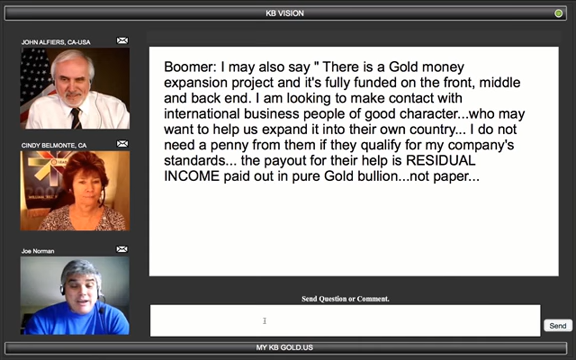 KB VISION
JOHN ALFIERS, CA-USA
CINDY BELMONTE, CA
Joe Norman
Boomer: I may also say " There is a Gold money
expansion project and it's fully funded on the front, middle
and back end. I am looking to make contact with
international business people of good character...who may
want to help us expand it into their own country... I do not
need a penny from them if they qualify for my company's
standards... the payout for their help is RESIDUAL
INCOME paid out in pure Gold bullion...not paper...
Send Question or Comment.
Send
MY KB GOLD.US